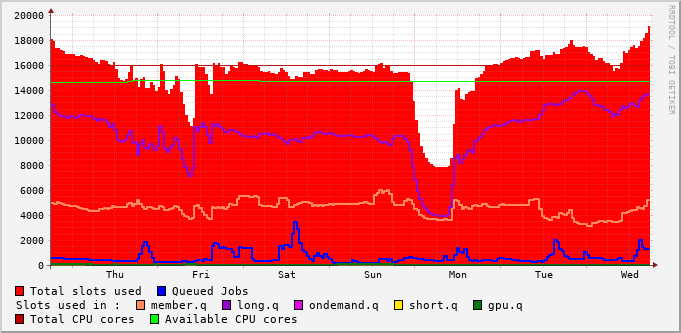 RRDTOOL / TOBI OETIKER
20000
18000
16000
14000
12000
10000
8000
6000
4000
2000
0
Thu Fri Sat Sun Mon Tue Wed
Total slots used Queued Jobs
Slots used in : member.q long.q ondemand.q short.q gpu.q
Total CPU cores Available CPU cores